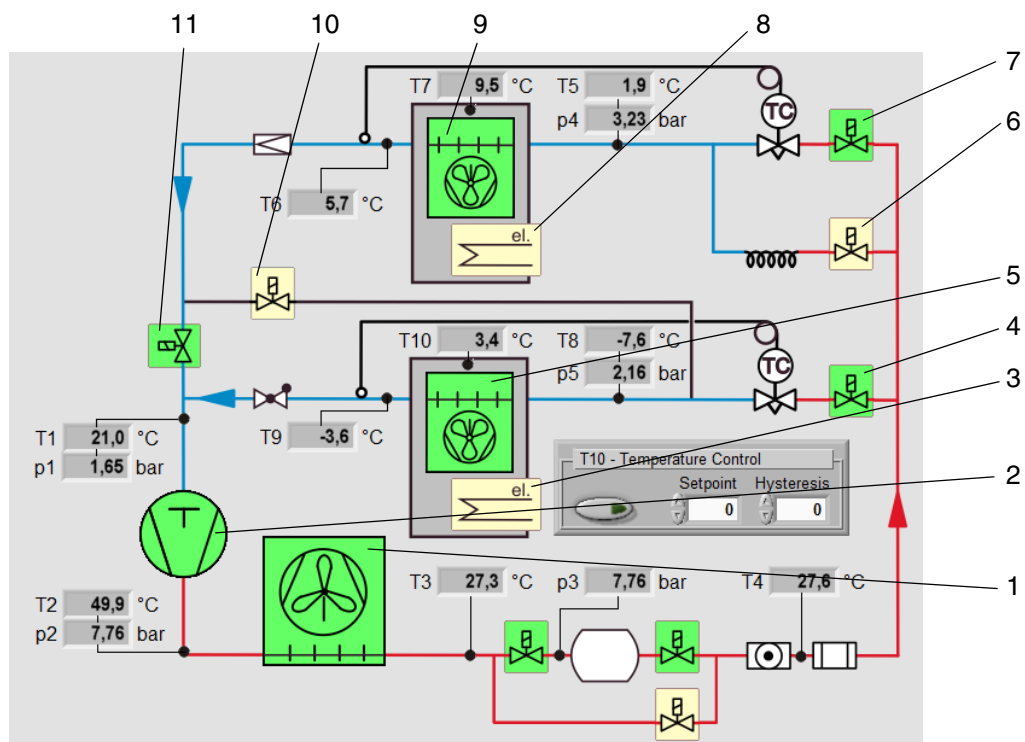 11
10
9
8
7
T7 9,5 °C
T5 1,9 °C
TC
p4 3,23 bar
6
T6 5,7 °C
el.
5
T10 3,4 °C
T8 -7,6 °C
4
TC
p5 2,16 bar
3
T1 21,0 °C
T9 -3,6 °C
p1 1,65 bar
T10 - Temperature Control
2
Setpoint Hysteresis
el.
0 0
T
1
T3 27,3 °C
p3 7,76 bar
T4 27,6 °C
T2 49,9 °C
p2 7,76 bar